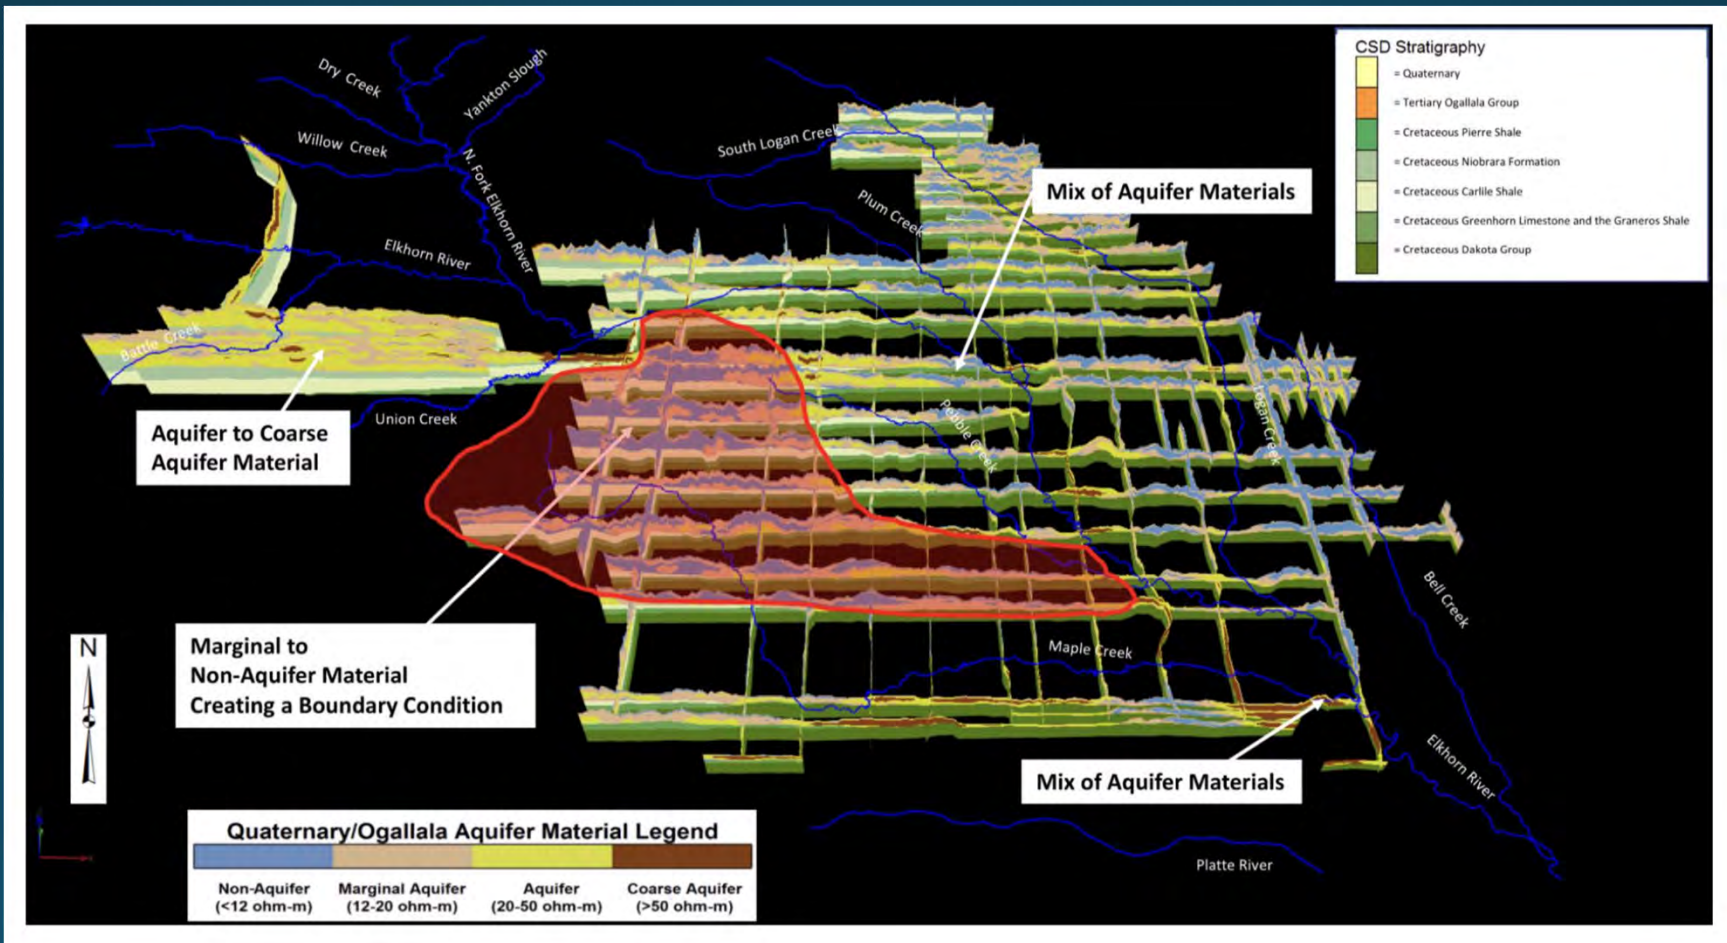 CSD Stratigraphy
= Quaternary
= Tertiary Ogallala Group
= Cretaceous Pierre Shale
= Cretaceous Niobrara Formation
= Cretaceous Carlile Shale
= Cretaceous Greenhorn Limestone and the Graneros Shale
= Cretaceous Dakota Group
Dry Creek
Yankton Slough
Willow Creek
N. Fork Elkhorn River
South Logan Creek
Plum Creek
Mix of Aquifer Materials
Elkhorn River
Battle Creek
Union Creek
Aquifer to Coarse
Aquifer Material
Pebble Creek
Logan Creek
Bell Creek
Marginal to
Non-Aquifer Material
Creating a Boundary Condition
N
Maple Creek
Mix of Aquifer Materials
Elkhorn River
Platte River
Quaternary/Ogallala Aquifer Material Legend
Non-Aquifer
(<12 ohm-m)
Marginal Aquifer
(12-20 ohm-m)
Aquifer
(20-50 ohm-m)
Coarse Aquifer
(>50 ohm-m)